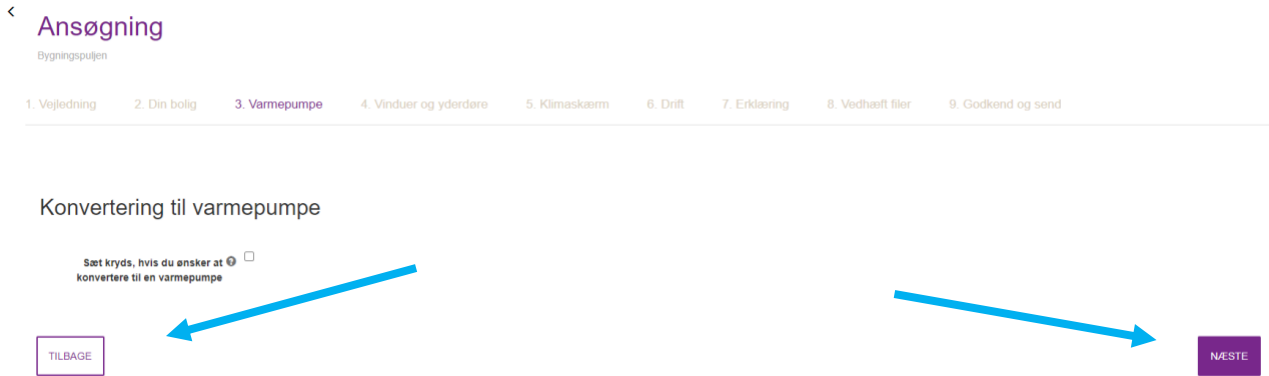 Ansøgning
Bygningspuljen
1. Vejledning 2. Din bolig 3. Varmepumpe 4. Vinduer og yderdøre 5. Klimaskærm 6. Drift 7. Erklæring 8. Vedhæft filer 9. Godkend og send
Konvertering til varmepumpe
Sæt kryds, hvis du ønsker at
konvertere til en varmepumpe
TILBAGE
NÆSTE